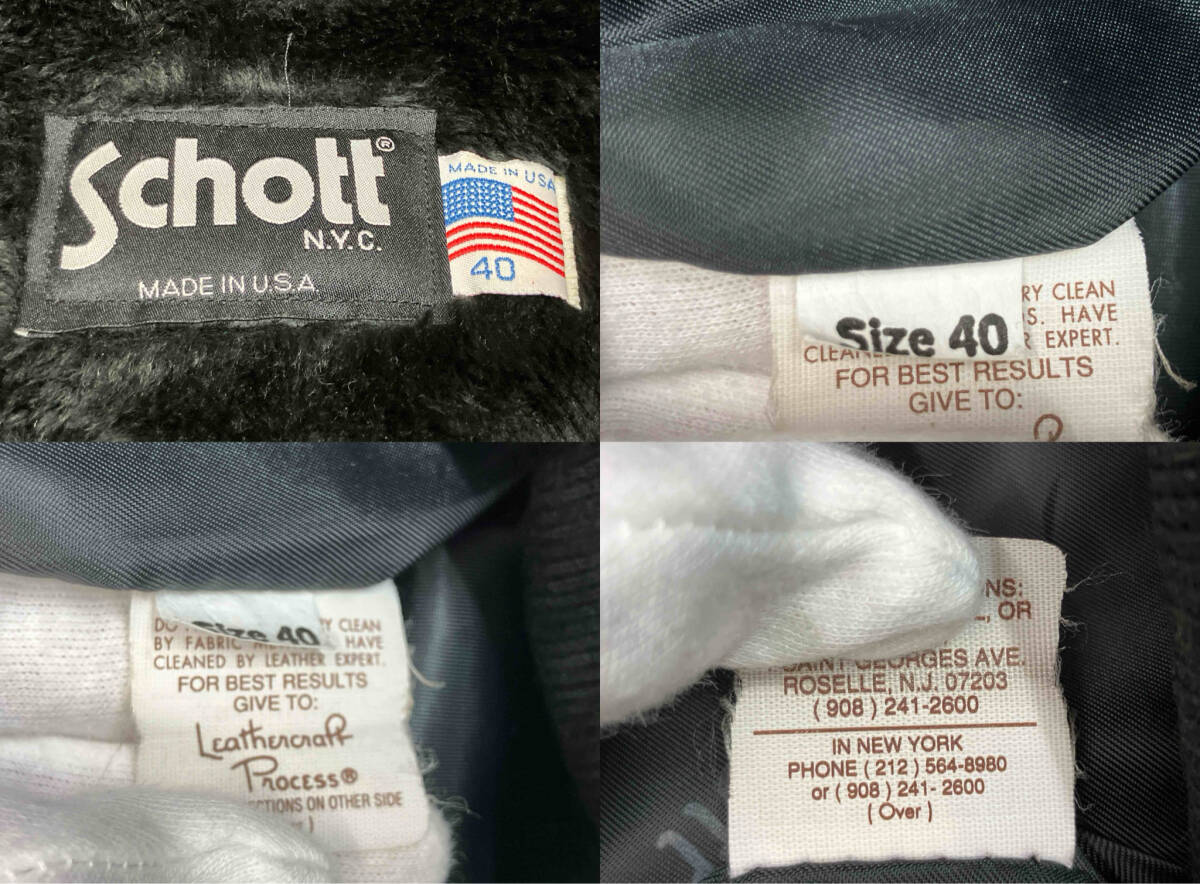 Schott®
N.Y.C.
MADE IN U.S.A
MADE IN USA
40
Size 40
RY CLEAN
S. HAVE
EXPERT.
FOR BEST RESULTS
GIVE TO:
Size 40
DO
Y CLEAN
BY FABRIC
HAVE
CLEANED BY LEATHER EXPERT.
FOR BEST RESULTS
GIVE TO:
Leathercraft
Process®
CTIONS ON OTHER SIDE
NS:
OR
SAINT GEORGES AVE.
ROSELLE, N.J. 07203
( 908 ) 241-2600
IN NEW YORK
PHONE ( 212 ) 564-8980
or ( 908 ) 241- 2600
( Over )